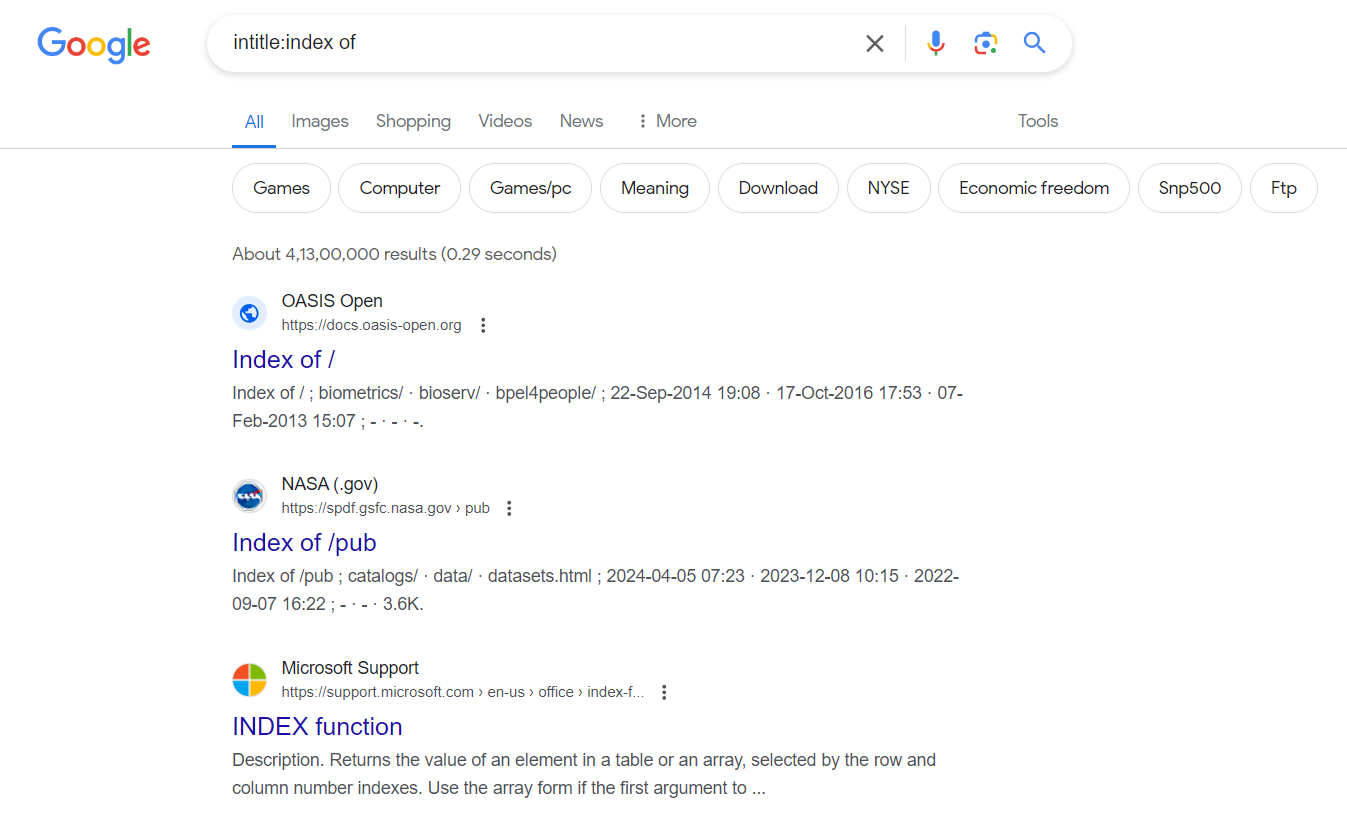 Google
intitle:index of
All Images Shopping Videos News More Tools
Games Computer Games/pc Meaning Download NYSE Economic freedom Snp500 Ftp
About 4,13,00,000 results (0.29 seconds)
OASIS Open
https://docs.oasis-open.org
Index of /
Index of / ; biometrics/ · bioserv/ · bpel4people/ ; 22-Sep-2014 19:08 · 17-Oct-2016 17:53 · 07-
Feb-2013 15:07 ; - · - · -.
NASA
NASA (.gov)
https://spdf.gsfc.nasa.gov › pub
Index of /pub
Index of /pub ; catalogs/ · data/ · datasets.html ; 2024-04-05 07:23 · 2023-12-08 10:15 · 2022-
09-07 16:22 ; - · - · 3.6K.
Microsoft Support
https://support.microsoft.com › en-us › office › index-f...
INDEX function
Description. Returns the value of an element in a table or an array, selected by the row and
column number indexes. Use the array form if the first argument to ...